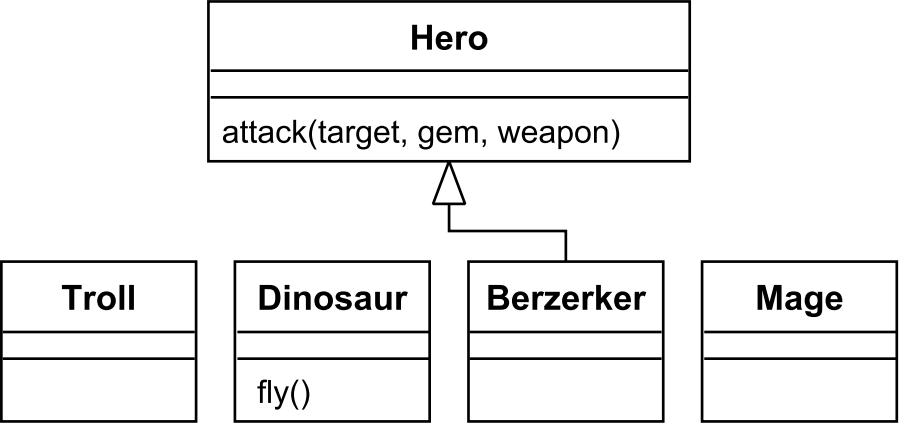 Hero
attack(target, gem, weapon)
Troll
Dinosaur
fly()
Berzerker
Mage